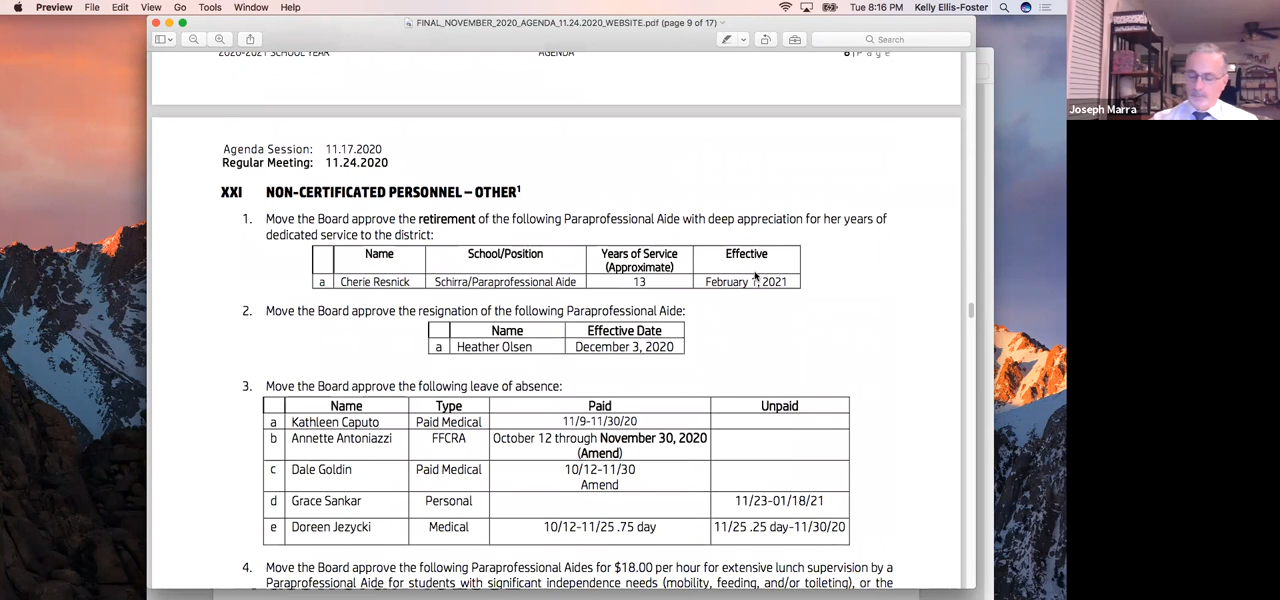 Preview File Edit View Go Tools Window Help Tue 8:16 PM Kelly Ellis-Foster
FINAL_NOVEMBER_2020_AGENDA_11.24.2020_WEBSITE.pdf (page 9 of 17)
Search
2020-2021 SCHOOL YEAR AGENDA 8 | P a g e
Joseph Marra
Agenda Session: 11.17.2020
Regular Meeting: 11.24.2020
XXI NON-CERTIFICATED PERSONNEL – OTHER1
1. Move the Board approve the retirement of the following Paraprofessional Aide with deep appreciation for her years of
dedicated service to the district:
Name School/Position Years of Service (Approximate) Effective
a Cherie Resnick Schirra/Paraprofessional Aide 13 February 1, 2021
2. Move the Board approve the resignation of the following Paraprofessional Aide:
Name Effective Date
a Heather Olsen December 3, 2020
3. Move the Board approve the following leave of absence:
Name Type Paid Unpaid
a Kathleen Caputo Paid Medical 11/9-11/30/20
b Annette Antoniazzi FFCRA October 12 through November 30, 2020
(Amend)
c Dale Goldin Paid Medical 10/12-11/30
Amend
d Grace Sankar Personal 11/23-01/18/21
e Doreen Jezycki Medical 10/12-11/25 .75 day 11/25 .25 day-11/30/20
4. Move the Board approve the following Paraprofessional Aides for $18.00 per hour for extensive lunch supervision by a
Paraprofessional Aide for students with significant independence needs (mobility, feeding, and/or toileting), or the